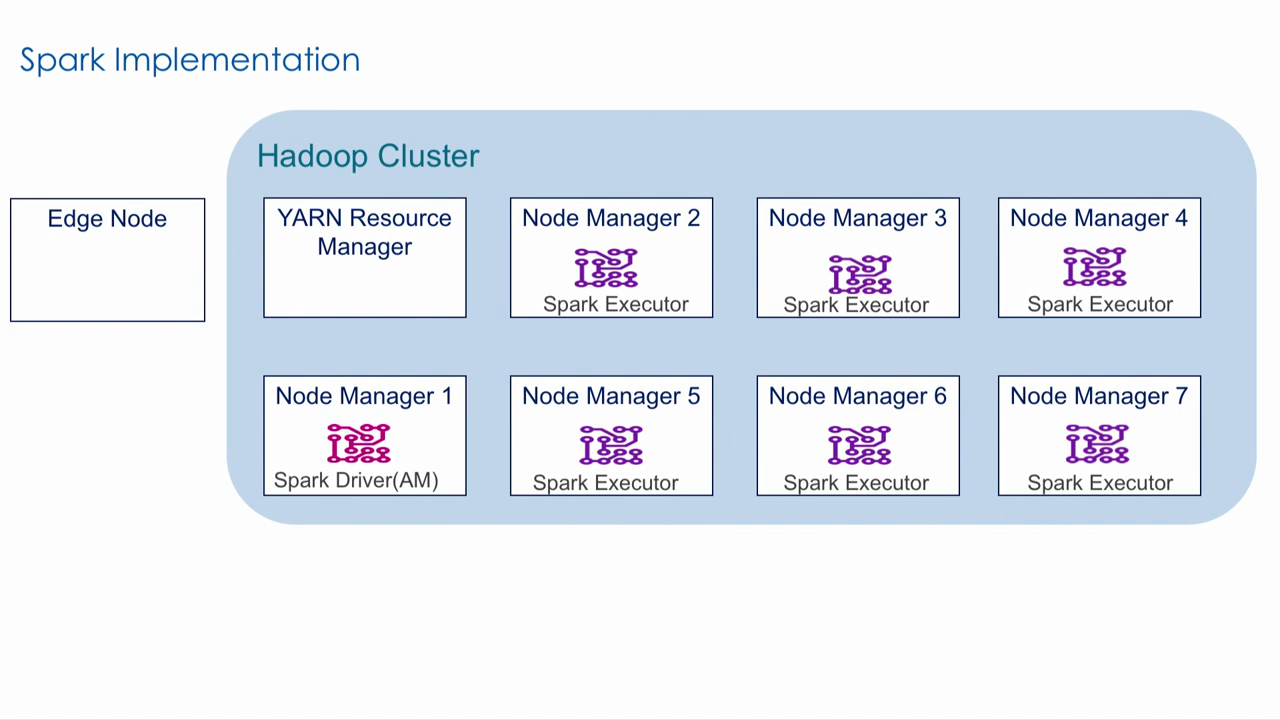 Spark Implementation
Hadoop Cluster
Edge Node
YARN Resource
Manager
Node Manager 2
Spark Executor
Node Manager 3
Spark Executor
Node Manager 4
Spark Executor
Node Manager 1
Spark Driver(AM)
Node Manager 5
Spark Executor
Node Manager 6
Spark Executor
Node Manager 7
Spark Executor